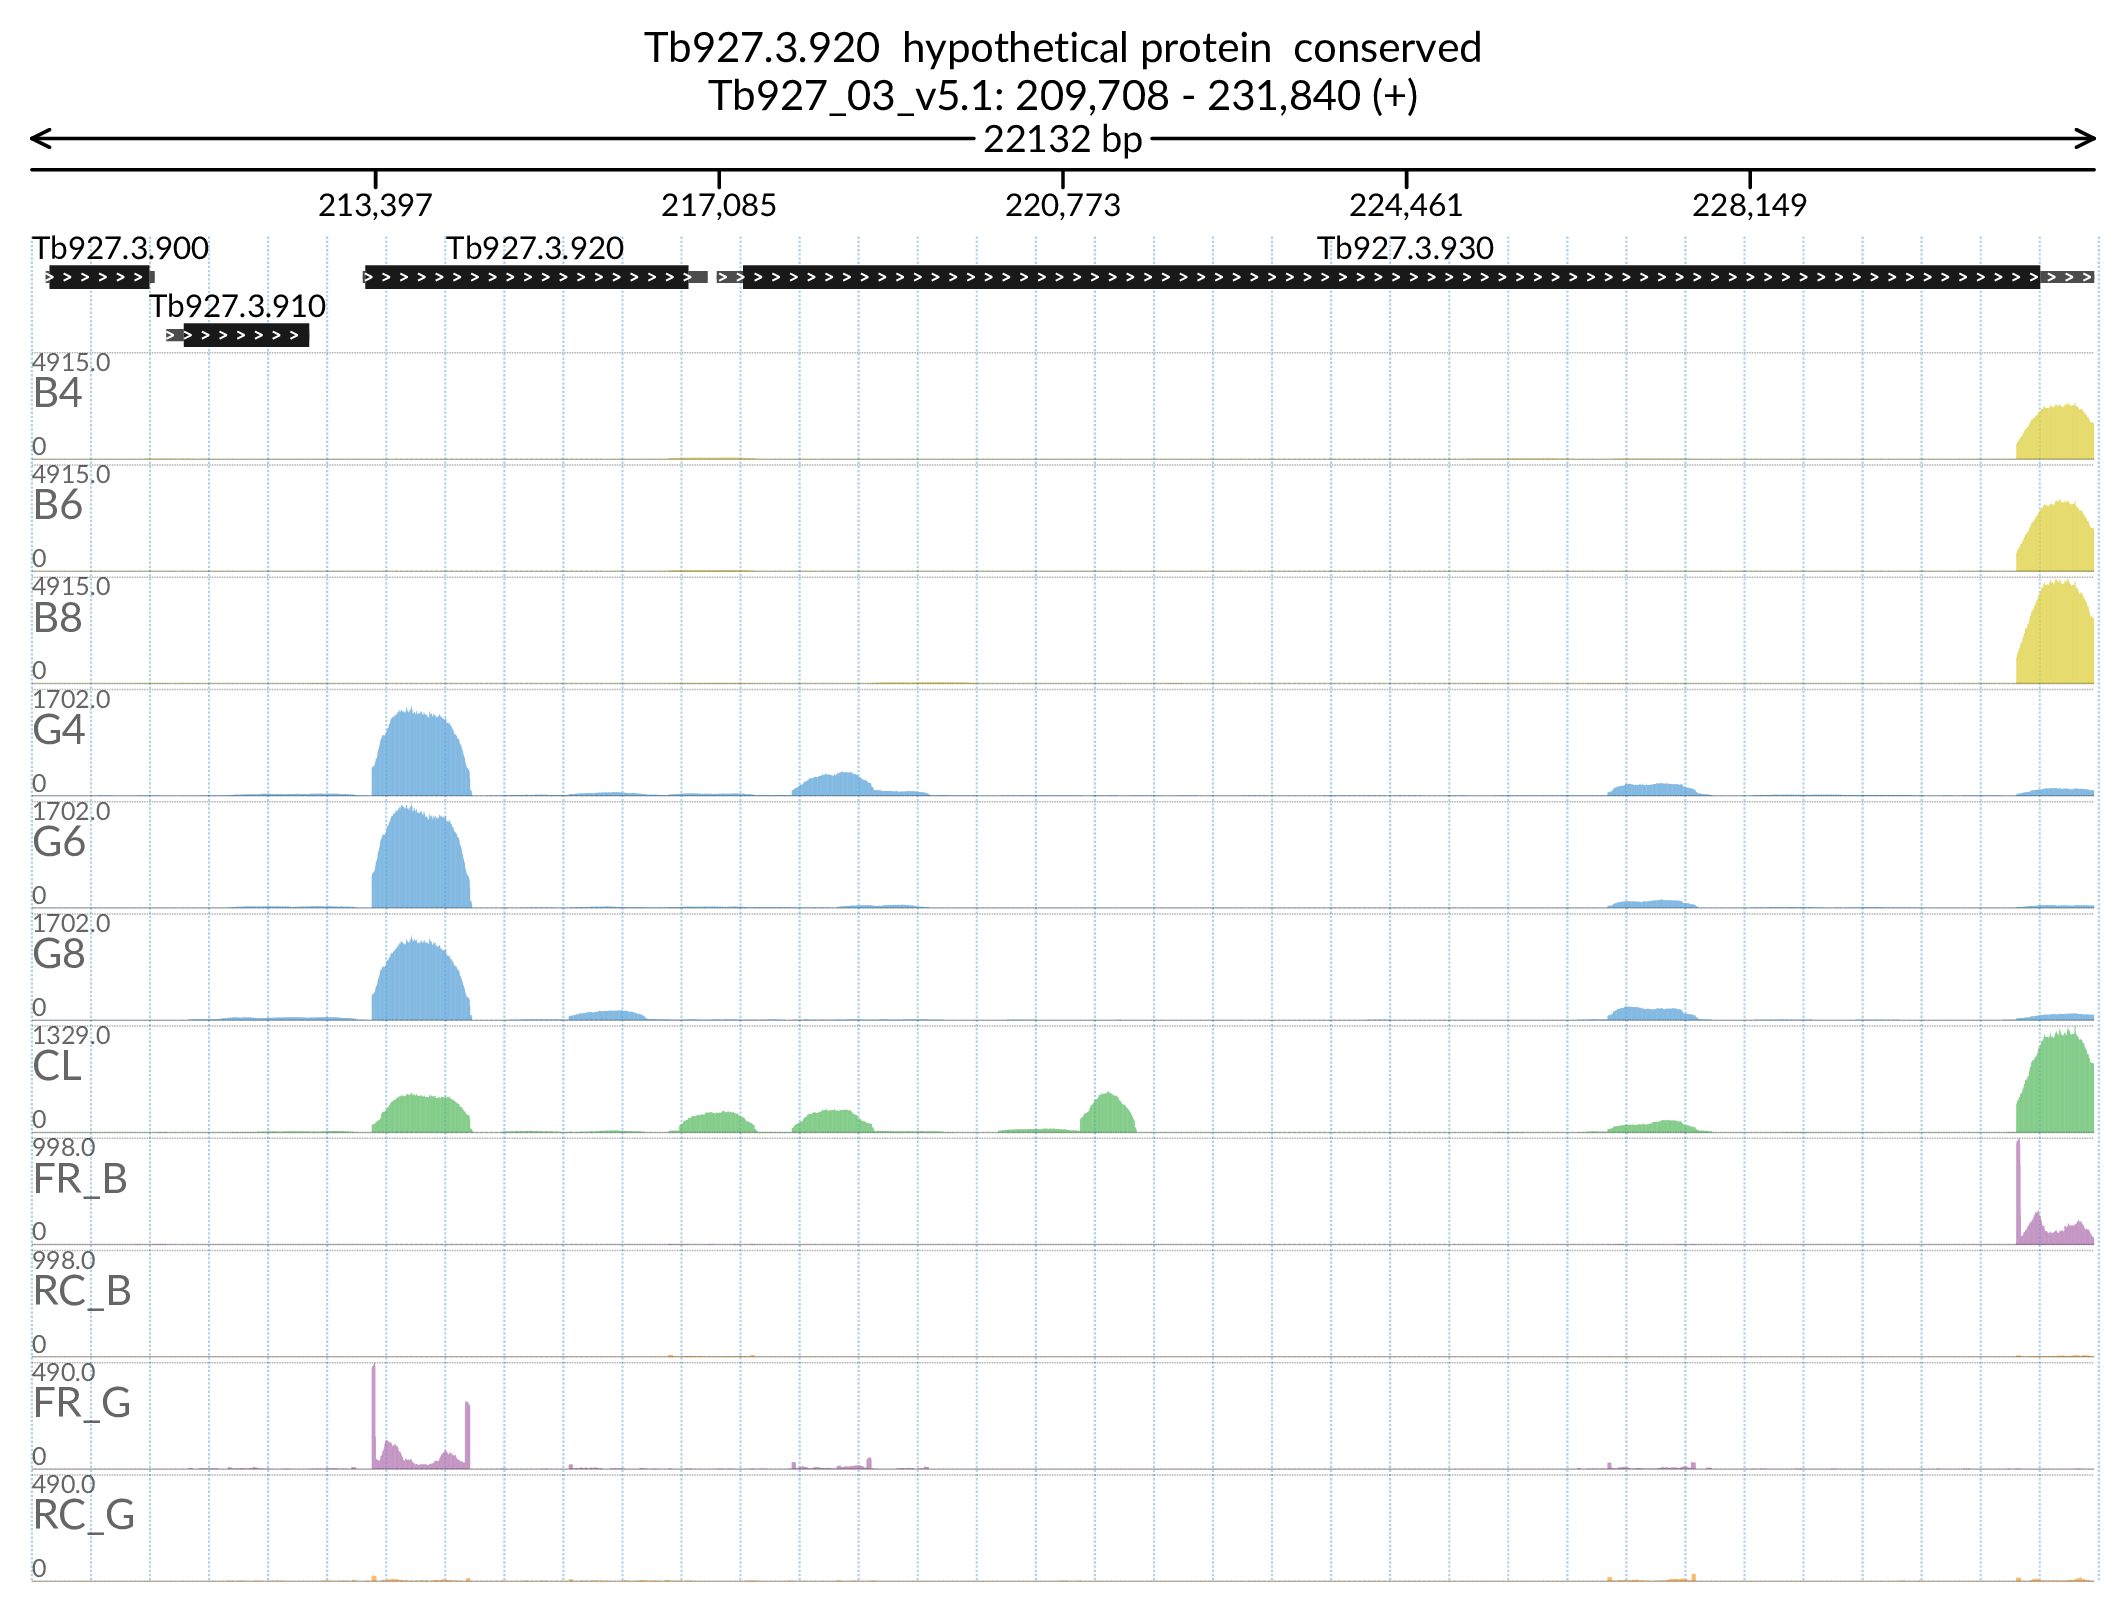 Tb927.3.920  hypothetical protein  conserved
Tb927_03_v5.1: 209,708 - 231,840 (+)
22132 bp
213,397 217,085 220,773 224,461 228,149
Tb927.3.900 Tb927.3.920 Tb927.3.930
Tb927.3.910
4915.0
B4
0
4915.0
B6
0
4915.0
B8
0
1702.0
G4
0
1702.0
G6
0
1702.0
G8
0
1329.0
CL
0
998.0
FR_B
0
998.0
RC_B
0
490.0
FR_G
0
490.0
RC_G
0